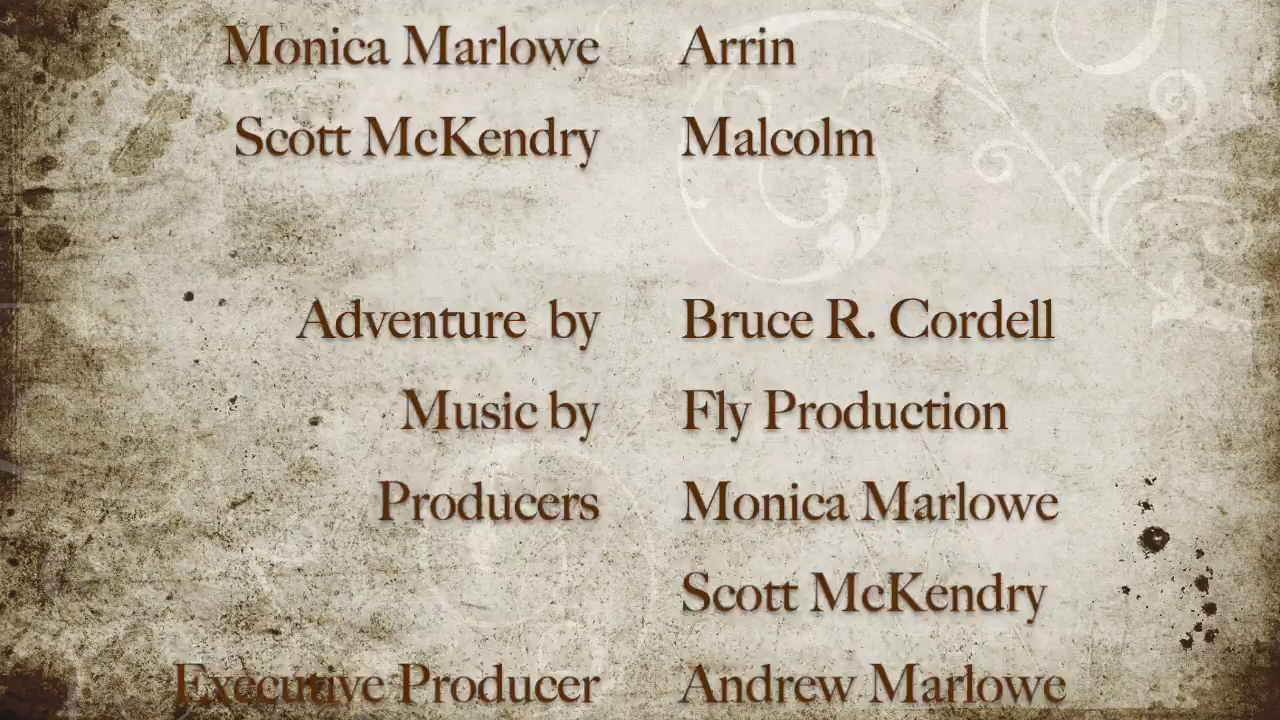 Monica Marlowe Arrin
Scott McKendry Malcolm
Adventure by Bruce R. Cordell
Music by Fly Production
Producers Monica Marlowe
Scott McKendry
Executive Producer Andrew Marlowe